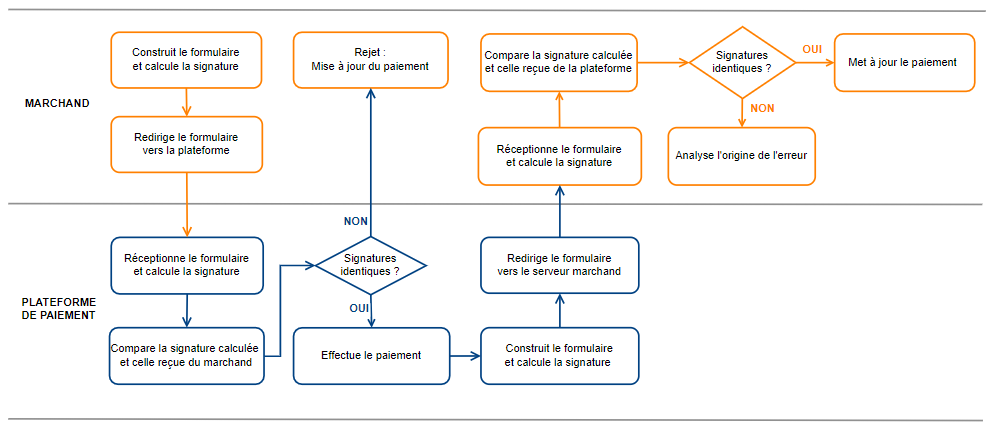 MARCHAND
Construit le formulaire
et calcule la signature
Redirige le formulaire
vers la plateforme
Rejet :
Mise à jour du paiement
Compare la signature calculée
et celle reçue de la plateforme
Réceptionne le formulaire
et calcule la signature
Signatures
identiques ?
OUI
Met à jour le paiement
NON
Analyse l'origine de l'erreur
PLATEFORME
DE PAIEMENT
Réceptionne le formulaire
et calcule la signature
Compare la signature calculée
et celle reçue du marchand
NON
Signatures
identiques ?
OUI
Effectue le paiement
Redirige le formulaire
vers le serveur marchand
Construit le formulaire
et calcule la signature